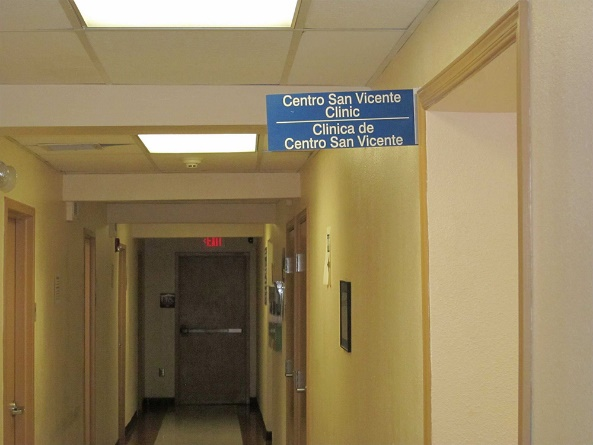 Centro San Vicente
Clinic
Clinica de
Centro San Vicente
EXIT